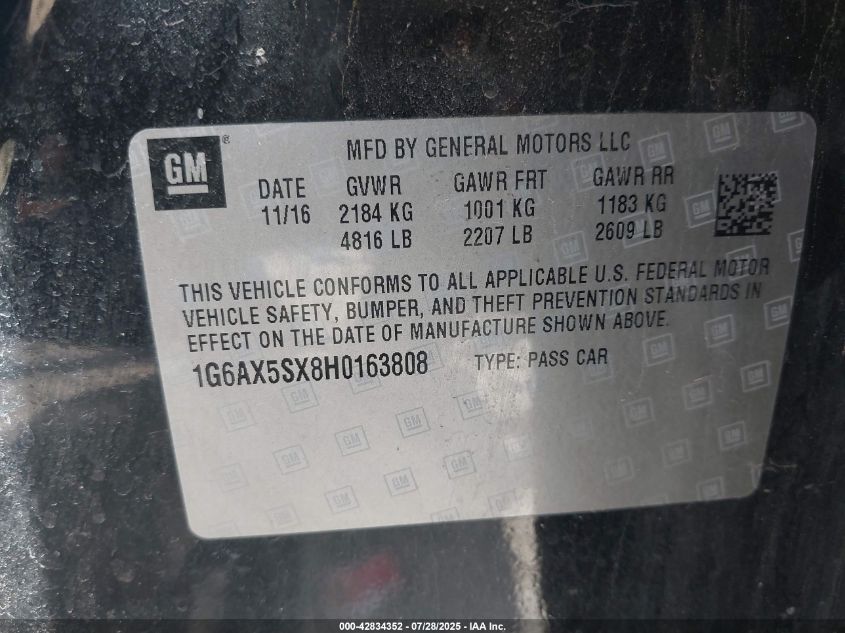 GM ®
MFD BY GENERAL MOTORS LLC
DATE GVWR GAWR FRT GAWR RR
11/16 2184 KG 1001 KG 1183 KG
4816 LB 2207 LB 2609 LB
THIS VEHICLE CONFORMS TO ALL APPLICABLE U.S. FEDERAL MOTOR
VEHICLE SAFETY, BUMPER, AND THEFT PREVENTION STANDARDS IN
EFFECT ON THE DATE OF MANUFACTURE SHOWN ABOVE.
1G6AX5SX8H0163808 TYPE: PASS CAR
000-42834352 - 07/28/2025 - IAA Inc.